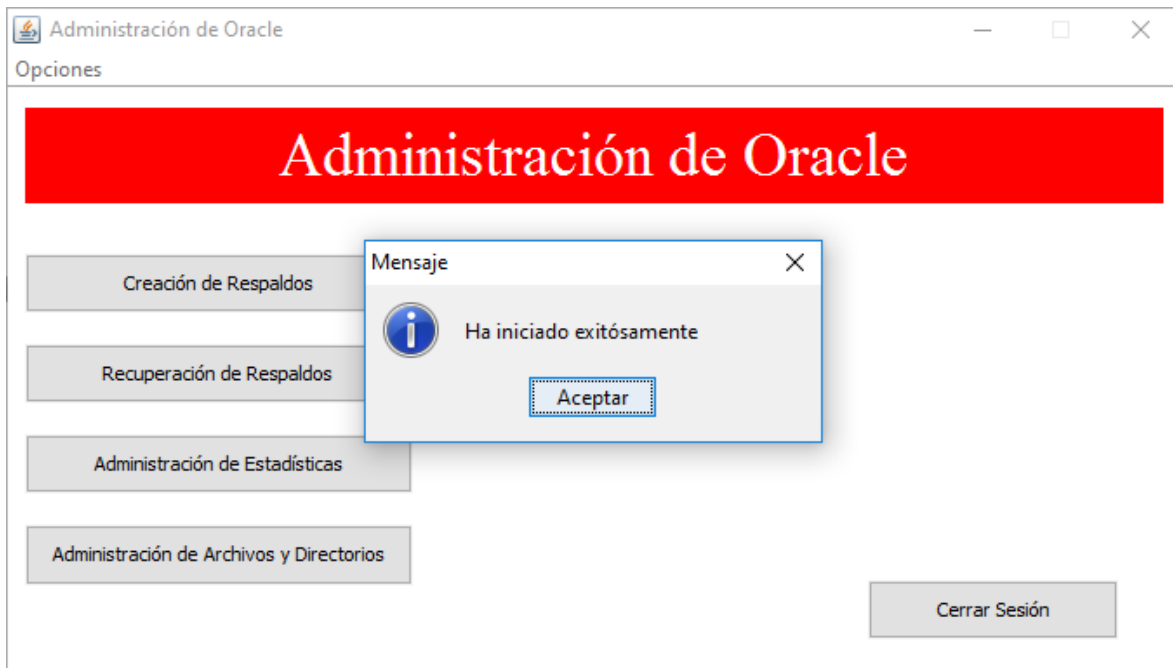 Administración de Oracle
Opciones
Administración de Oracle
Creación de Respaldos
Mensaje
Ha iniciado exitósamente
Aceptar
Recuperación de Respaldos
Administración de Estadísticas
Administración de Archivos y Directorios
Cerrar Sesión